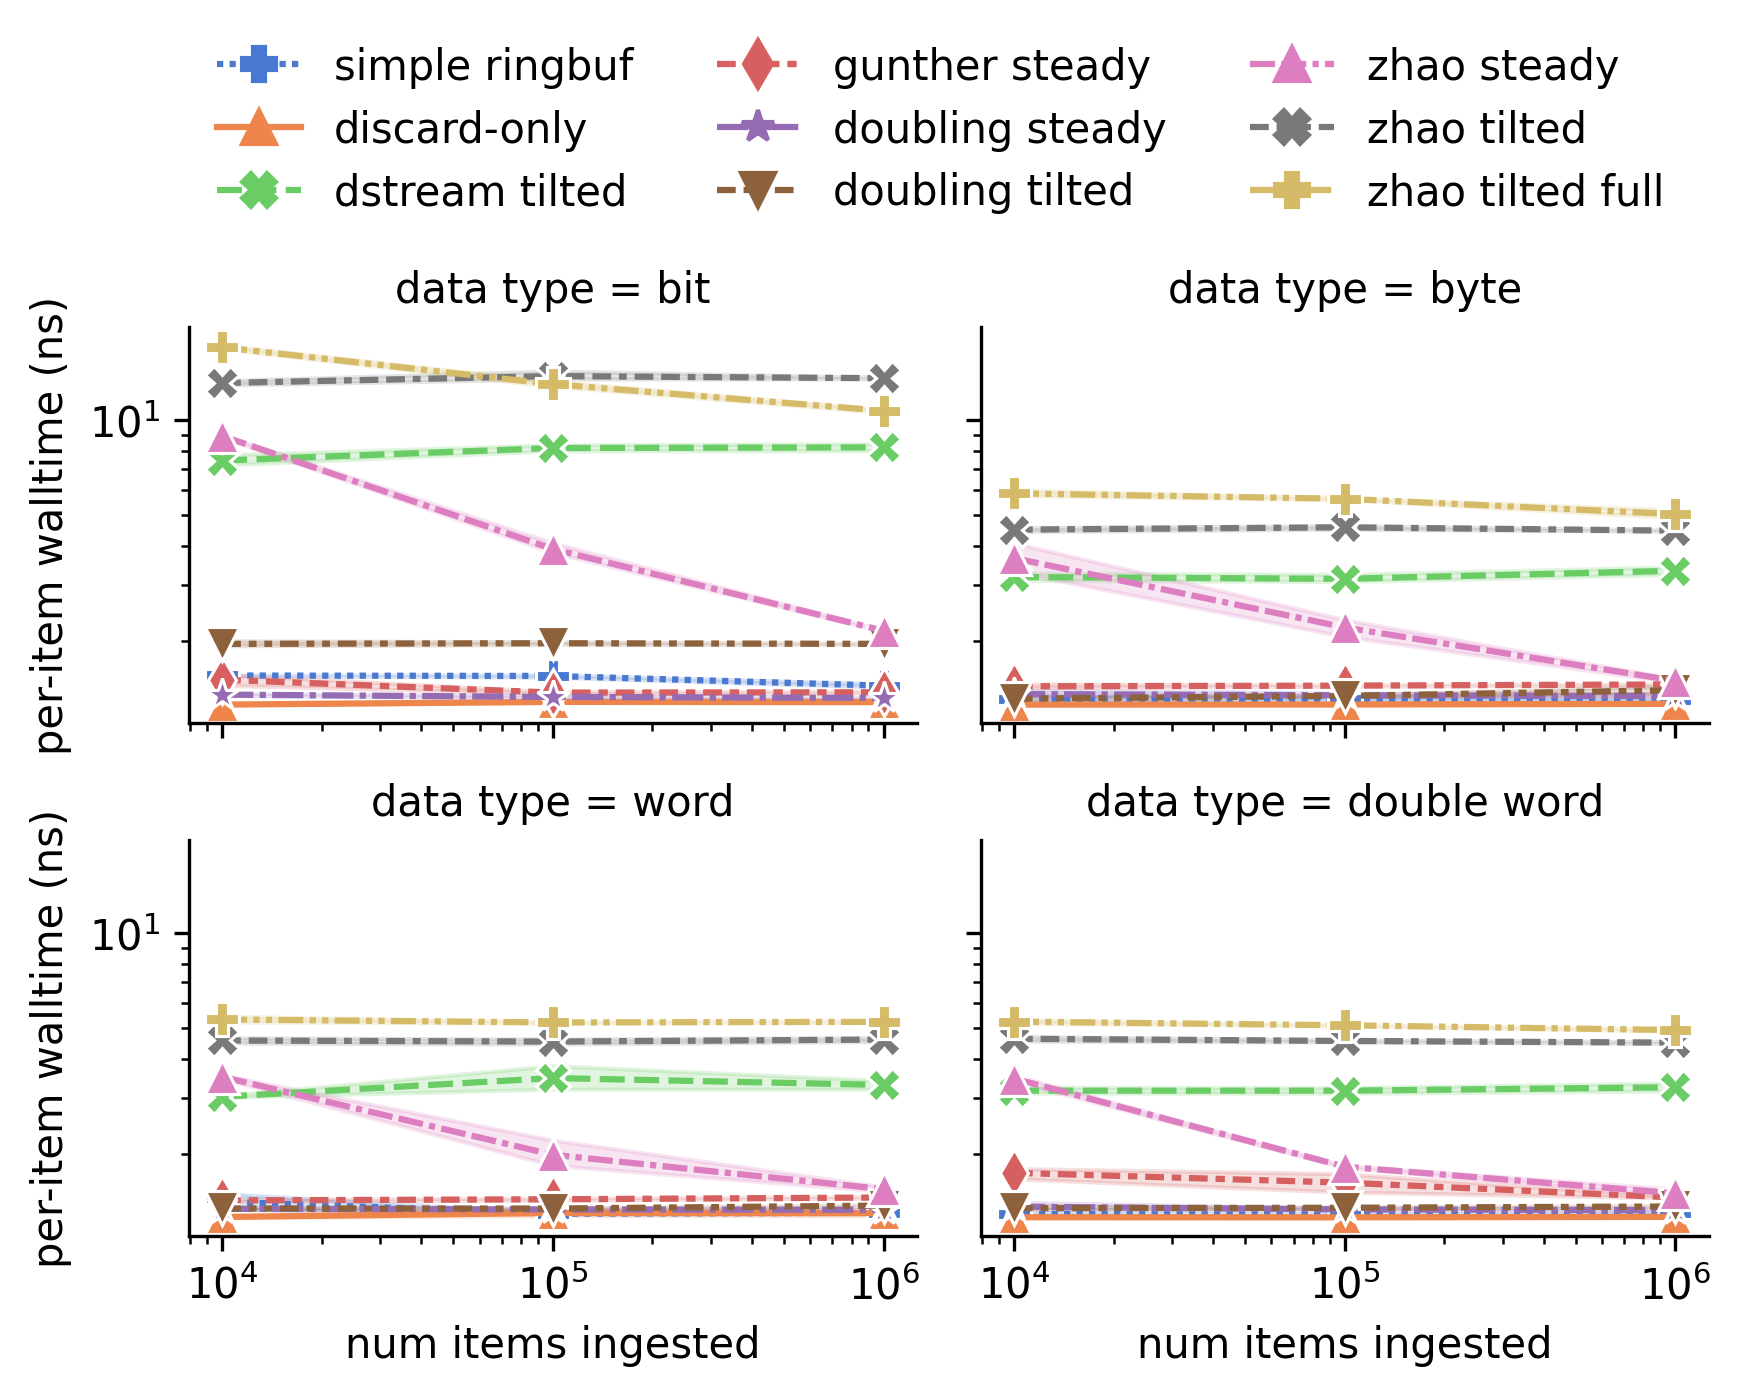 simple ringbuf
discard-only
dstream tilted
gunther steady
doubling steady
doubling tilted
zhao steady
zhao tilted
zhao tilted full
data type = bit
data type = byte
per-item walltime (ns)
10¹
data type = word
data type = double word
per-item walltime (ns)
10¹
10⁴ 10⁵ 10⁶
10⁴ 10⁵ 10⁶
num items ingested
num items ingested